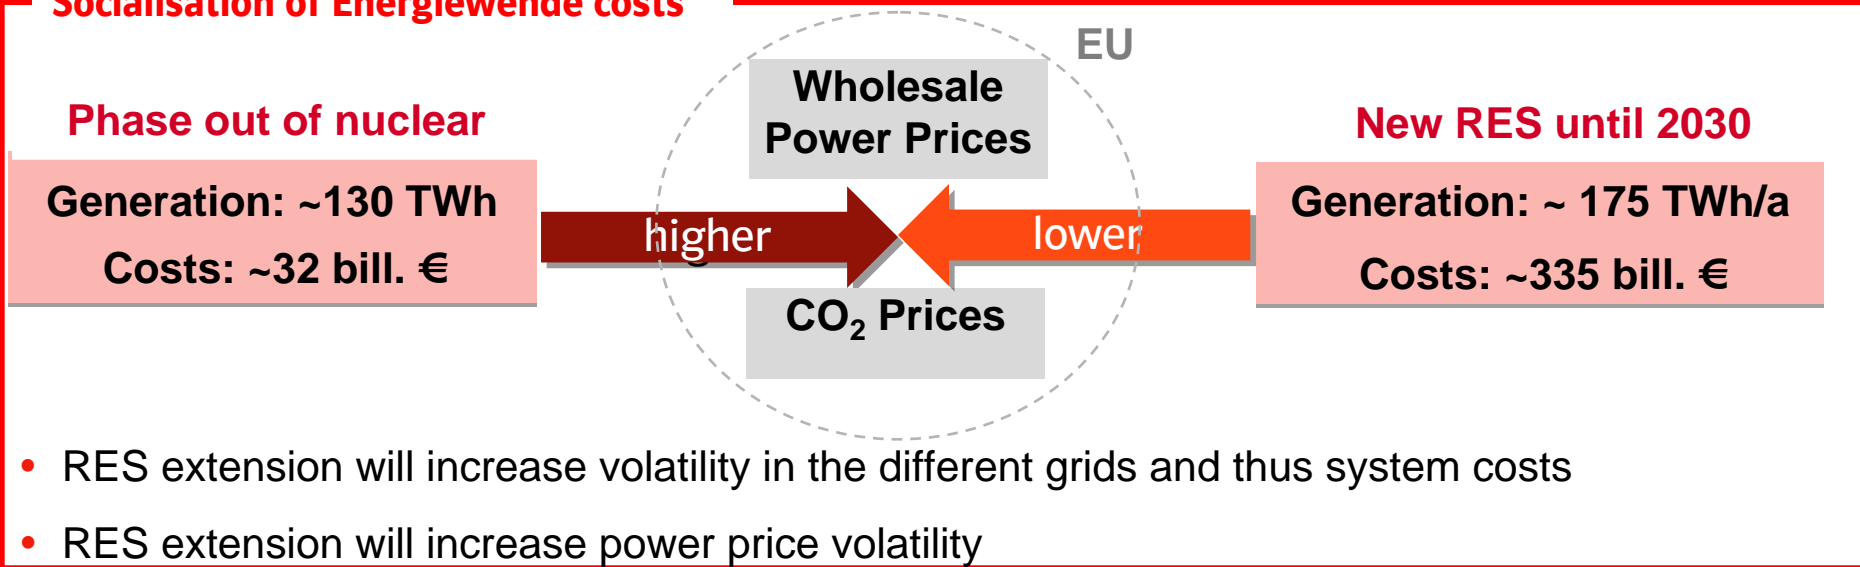 Socialisation of Energiewende costs
EU
Wholesale
Power Prices
Phase out of nuclear
New RES until 2030
Generation: ~130 TWh
Costs: ~32 bill. €
higher
lower
Generation: ~ 175 TWh/a
Costs: ~335 bill. €
CO₂ Prices
• RES extension will increase volatility in the different grids and thus system costs
• RES extension will increase power price volatility